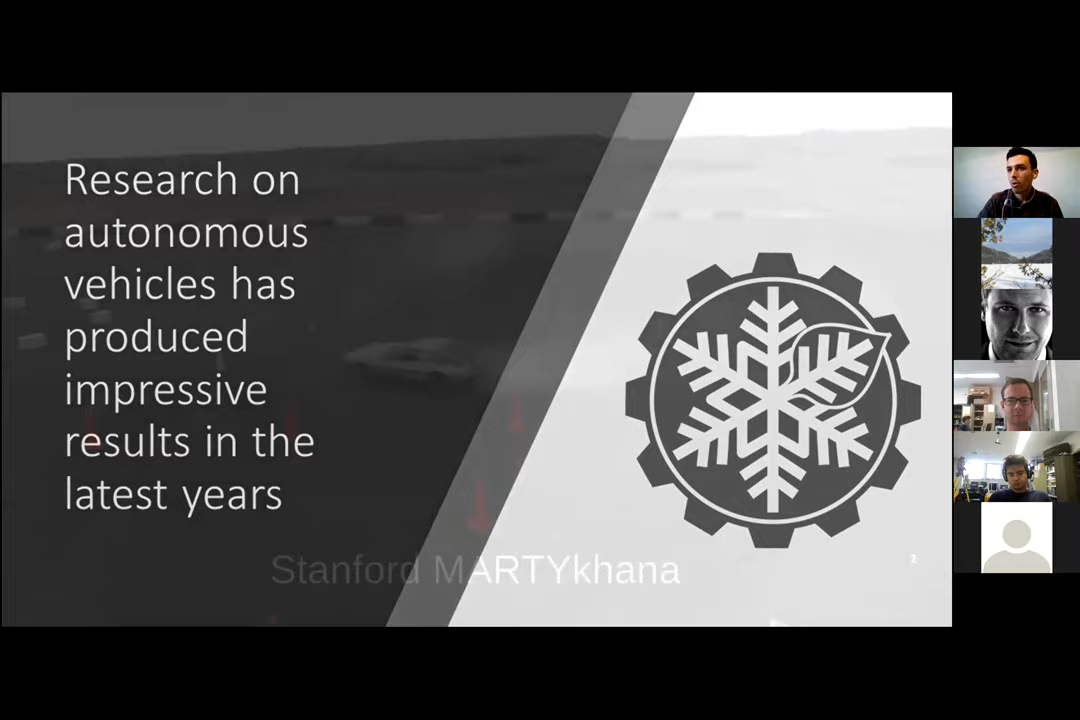 Research on
autonomous
vehicles has
produced
impressive
results in the
latest years
Stanford MARTYkhana
2